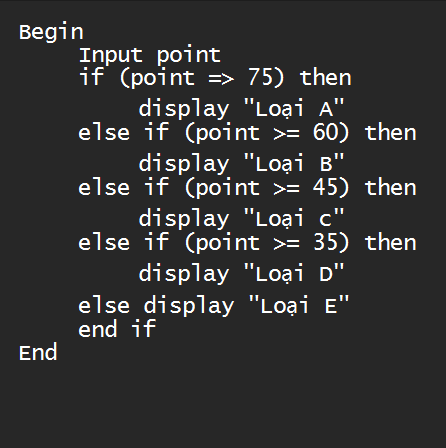 Begin
Input point
if (point => 75) then
display "Loại A"
else if (point >= 60) then
display "Loại B"
else if (point >= 45) then
display "Loại c"
else if (point >= 35) then
display "Loại D"
else display "Loại E"
end if
End